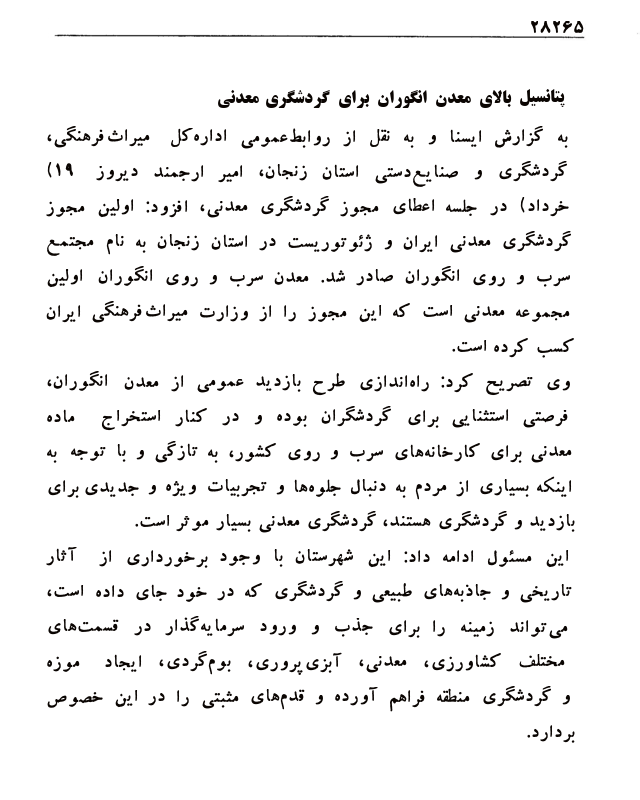 ۲۸۲۶۵
پتانسیل بالای معدن انگوران برای گردشگری معدنی
به گزارش ایسنا و به نقل از روابط‌عمومی اداره‌کل میراث‌فرهنگی،
گردشگری و صنایع‌دستی استان زنجان، امیر ارجمند دیروز ۱۹)
خرداد) در جلسه اعطای مجوز گردشگری معدنی، افزود: اولین مجوز
گردشگری معدنی ایران و ژئوتوریست در استان زنجان به نام مجتمع
سرب و روی انگوران صادر شد. معدن سرب و روی انگوران اولین
مجموعه معدنی است که این مجوز را از وزارت میراث‌فرهنگی ایران
کسب کرده است.
وی تصریح کرد: راه‌اندازی طرح بازدید عمومی از معدن انگوران،
فرصتی استثنایی برای گردشگران بوده و در کنار استخراج ماده
معدنی برای کارخانه‌های سرب و روی کشور، به تازگی و با توجه به
اینکه بسیاری از مردم به دنبال جلوه‌ها و تجربیات ویژه و جدیدی برای
بازدید و گردشگری هستند، گردشگری معدنی بسیار موثر است.
این مسئول ادامه داد: این شهرستان با وجود برخورداری از آثار
تاریخی و جاذبه‌های طبیعی و گردشگری که در خود جای داده است،
می‌تواند زمینه را برای جذب و ورود سرمایه‌گذار در قسمت‌های
مختلف کشاورزی، معدنی، آبزی‌پروری، بوم‌گردی، ایجاد موزه
و گردشگری منطقه فراهم آورده و قدم‌های مثبتی را در این خصوص
بردارد.